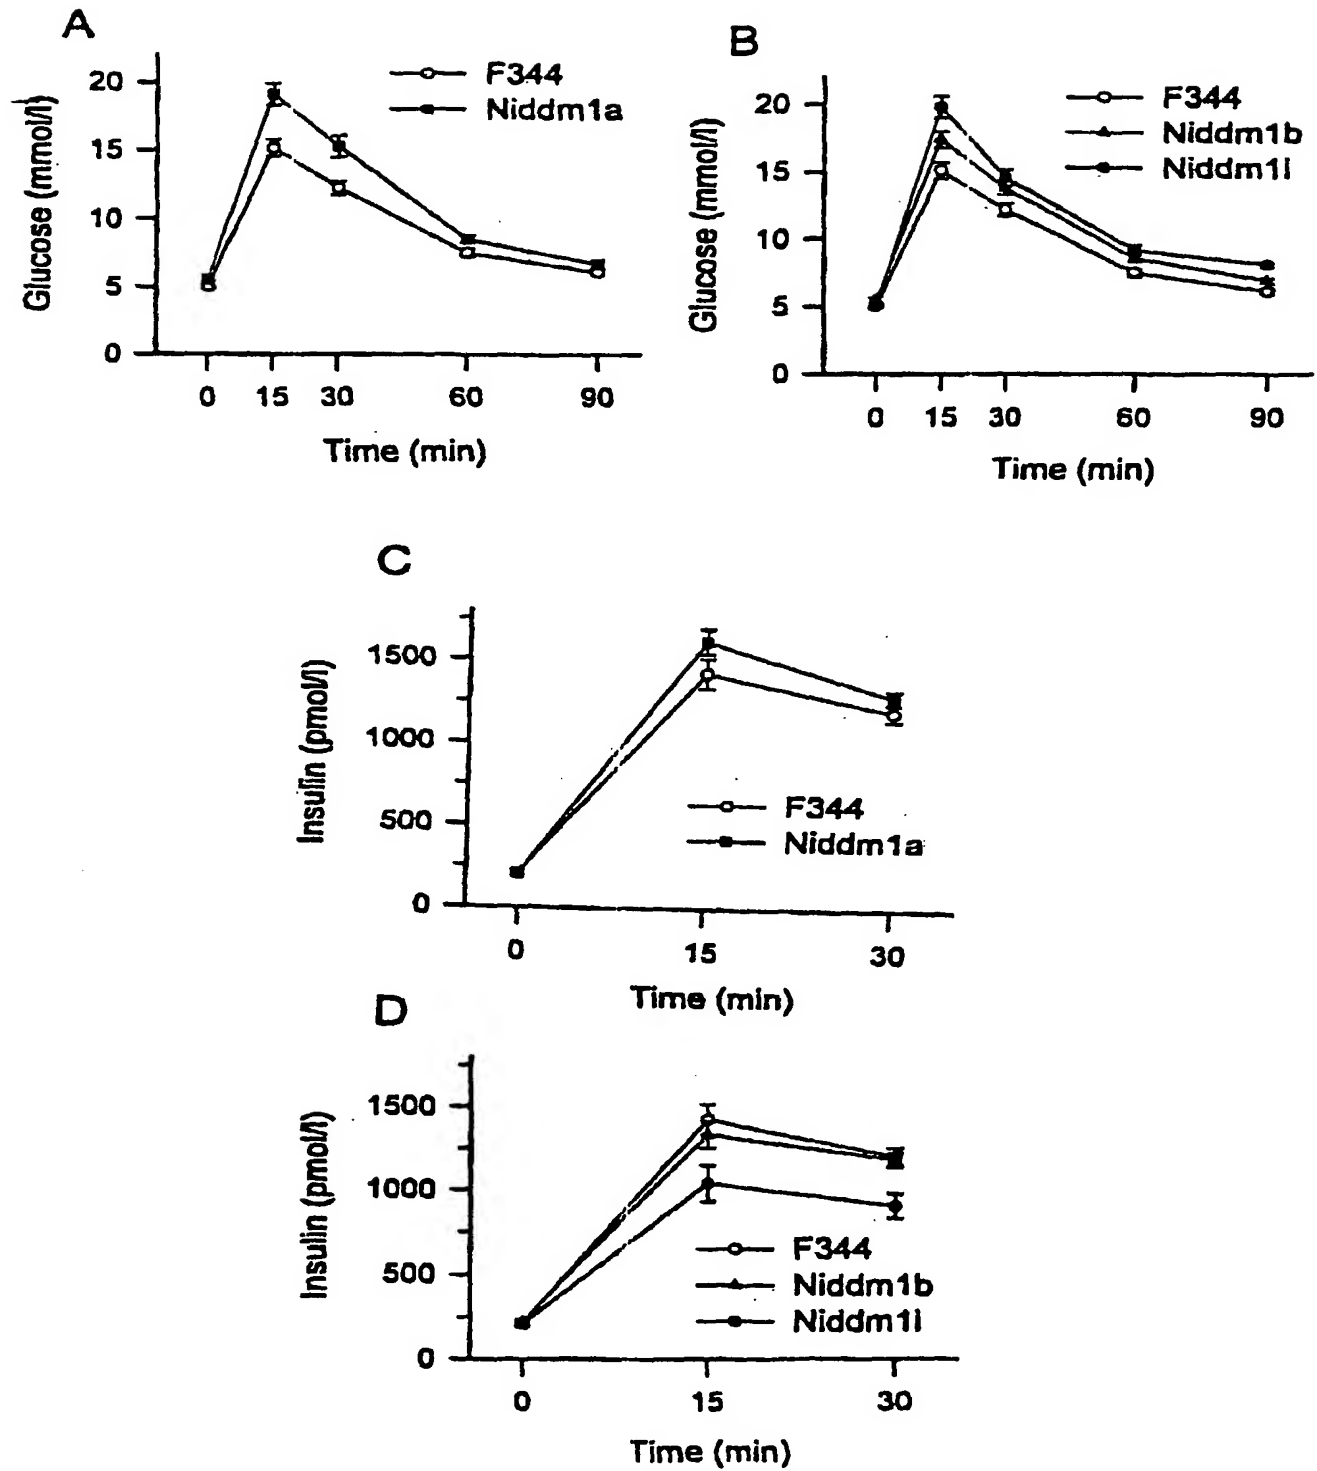 A
Glucose (mmol/l)
20
15
10
5
0
0 15 30 60 90
Time (min)
F344
Niddm1a
B
Glucose (mmol/l)
20
15
10
5
0
0 15 30 60 90
Time (min)
F344
Niddm1b
Niddm1i
C
Insulin (pmol/l)
1500
1000
500
0
0 15 30
Time (min)
F344
Niddm1a
D
Insulin (pmol/l)
1500
1000
500
0
0 15 30
Time (min)
F344
Niddm1b
Niddm1i